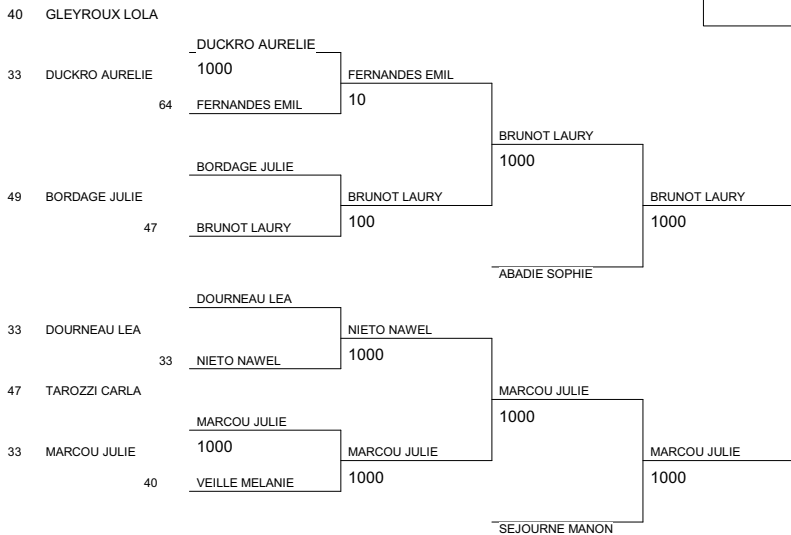 40 GLEYROUX LOLA
DUCKRO AURELIE
33 DUCKRO AURELIE 1000 FERNANDES EMIL
64 FERNANDES EMIL 10
BRUNOT LAURY
BORDAGE JULIE 1000
49 BORDAGE JULIE BRUNOT LAURY BRUNOT LAURY
47 BRUNOT LAURY 100 1000
ABADIE SOPHIE
DOURNEAU LEA
33 DOURNEAU LEA NIETO NAWEL
33 NIETO NAWEL 1000
47 TAROZZI CARLA MARCOU JULIE
MARCOU JULIE 1000
33 MARCOU JULIE 1000 MARCOU JULIE MARCOU JULIE
40 VEILLE MELANIE 1000 1000
SEJOURNE MANON